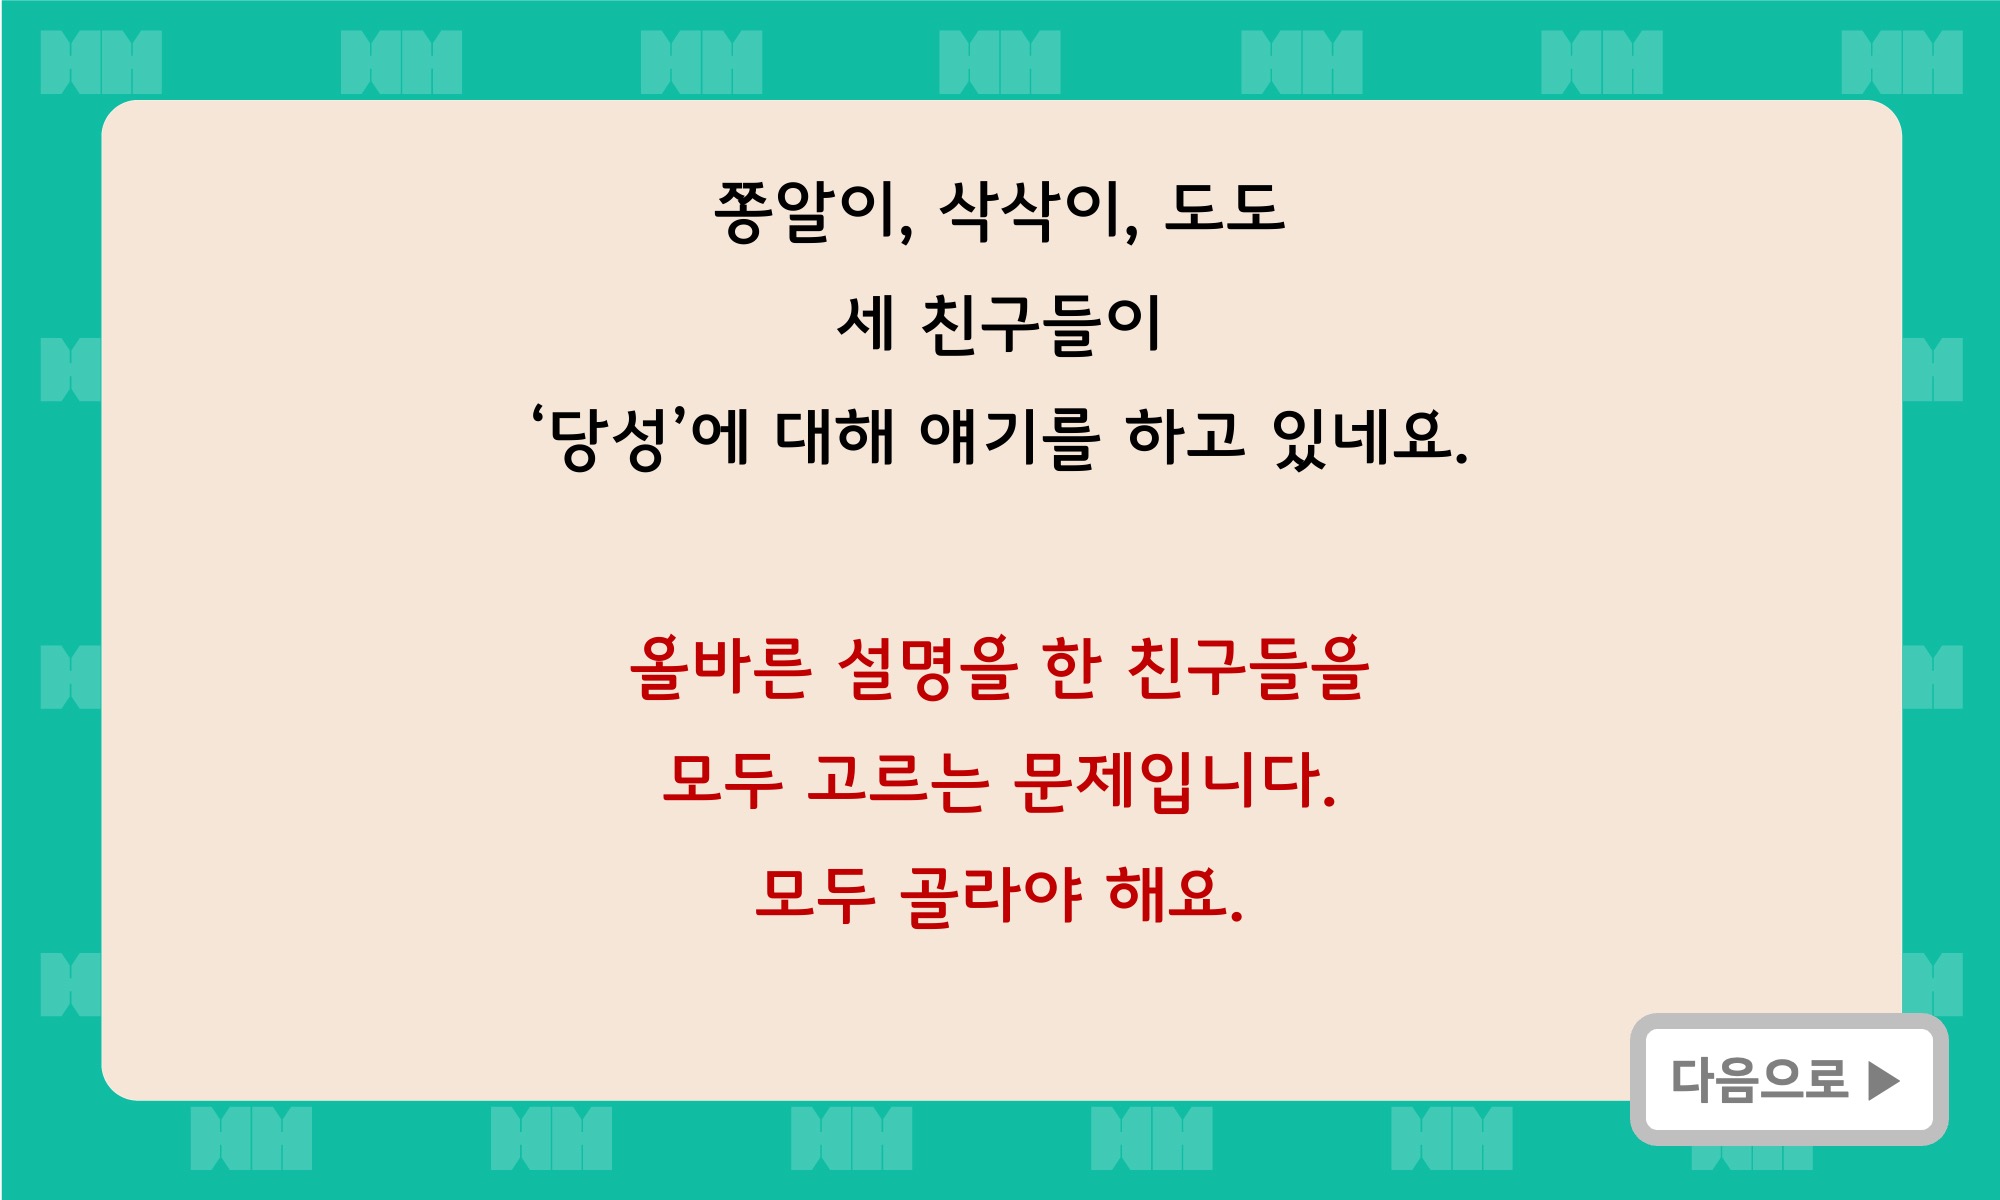 쫑알이, 삭삭이, 도도
세 친구들이
‘당성’에 대해 얘기를 하고 있네요.
올바른 설명을 한 친구들을
모두 고르는 문제입니다.
모두 골라야 해요.
다음으로 ▶